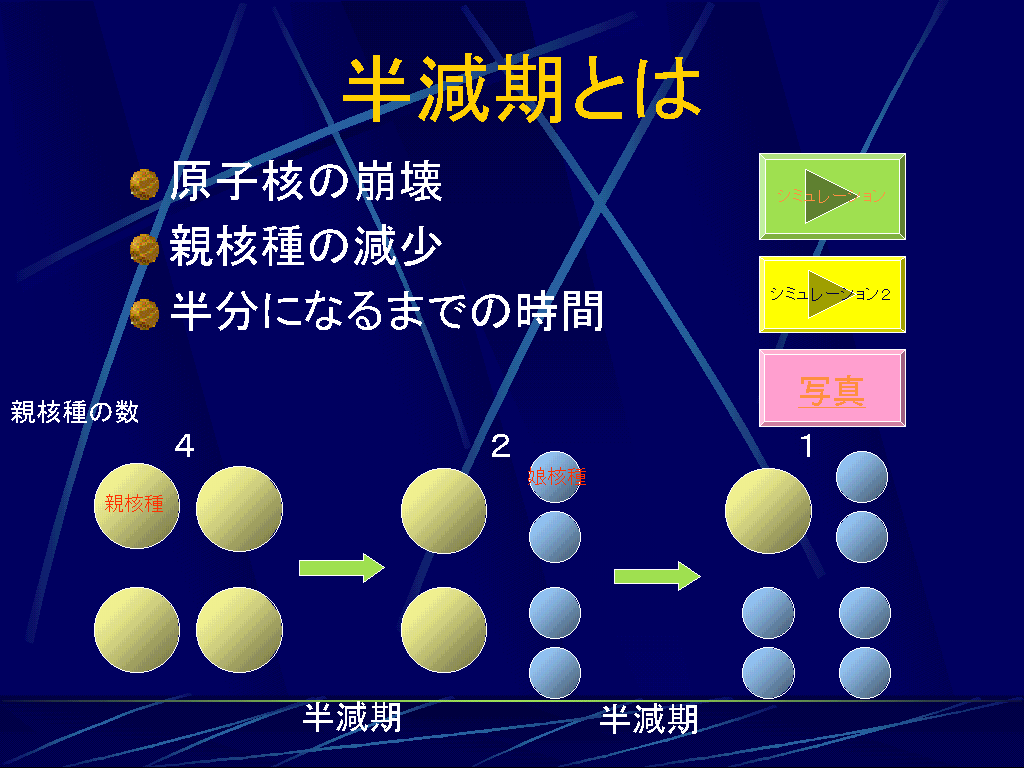 半減期とは
原子核の崩壊
親核種の減少
半分になるまでの時間
シミュレーション
シミュレーション２
写真
親核種の数
４
２
１
親核種
娘核種
半減期
半減期